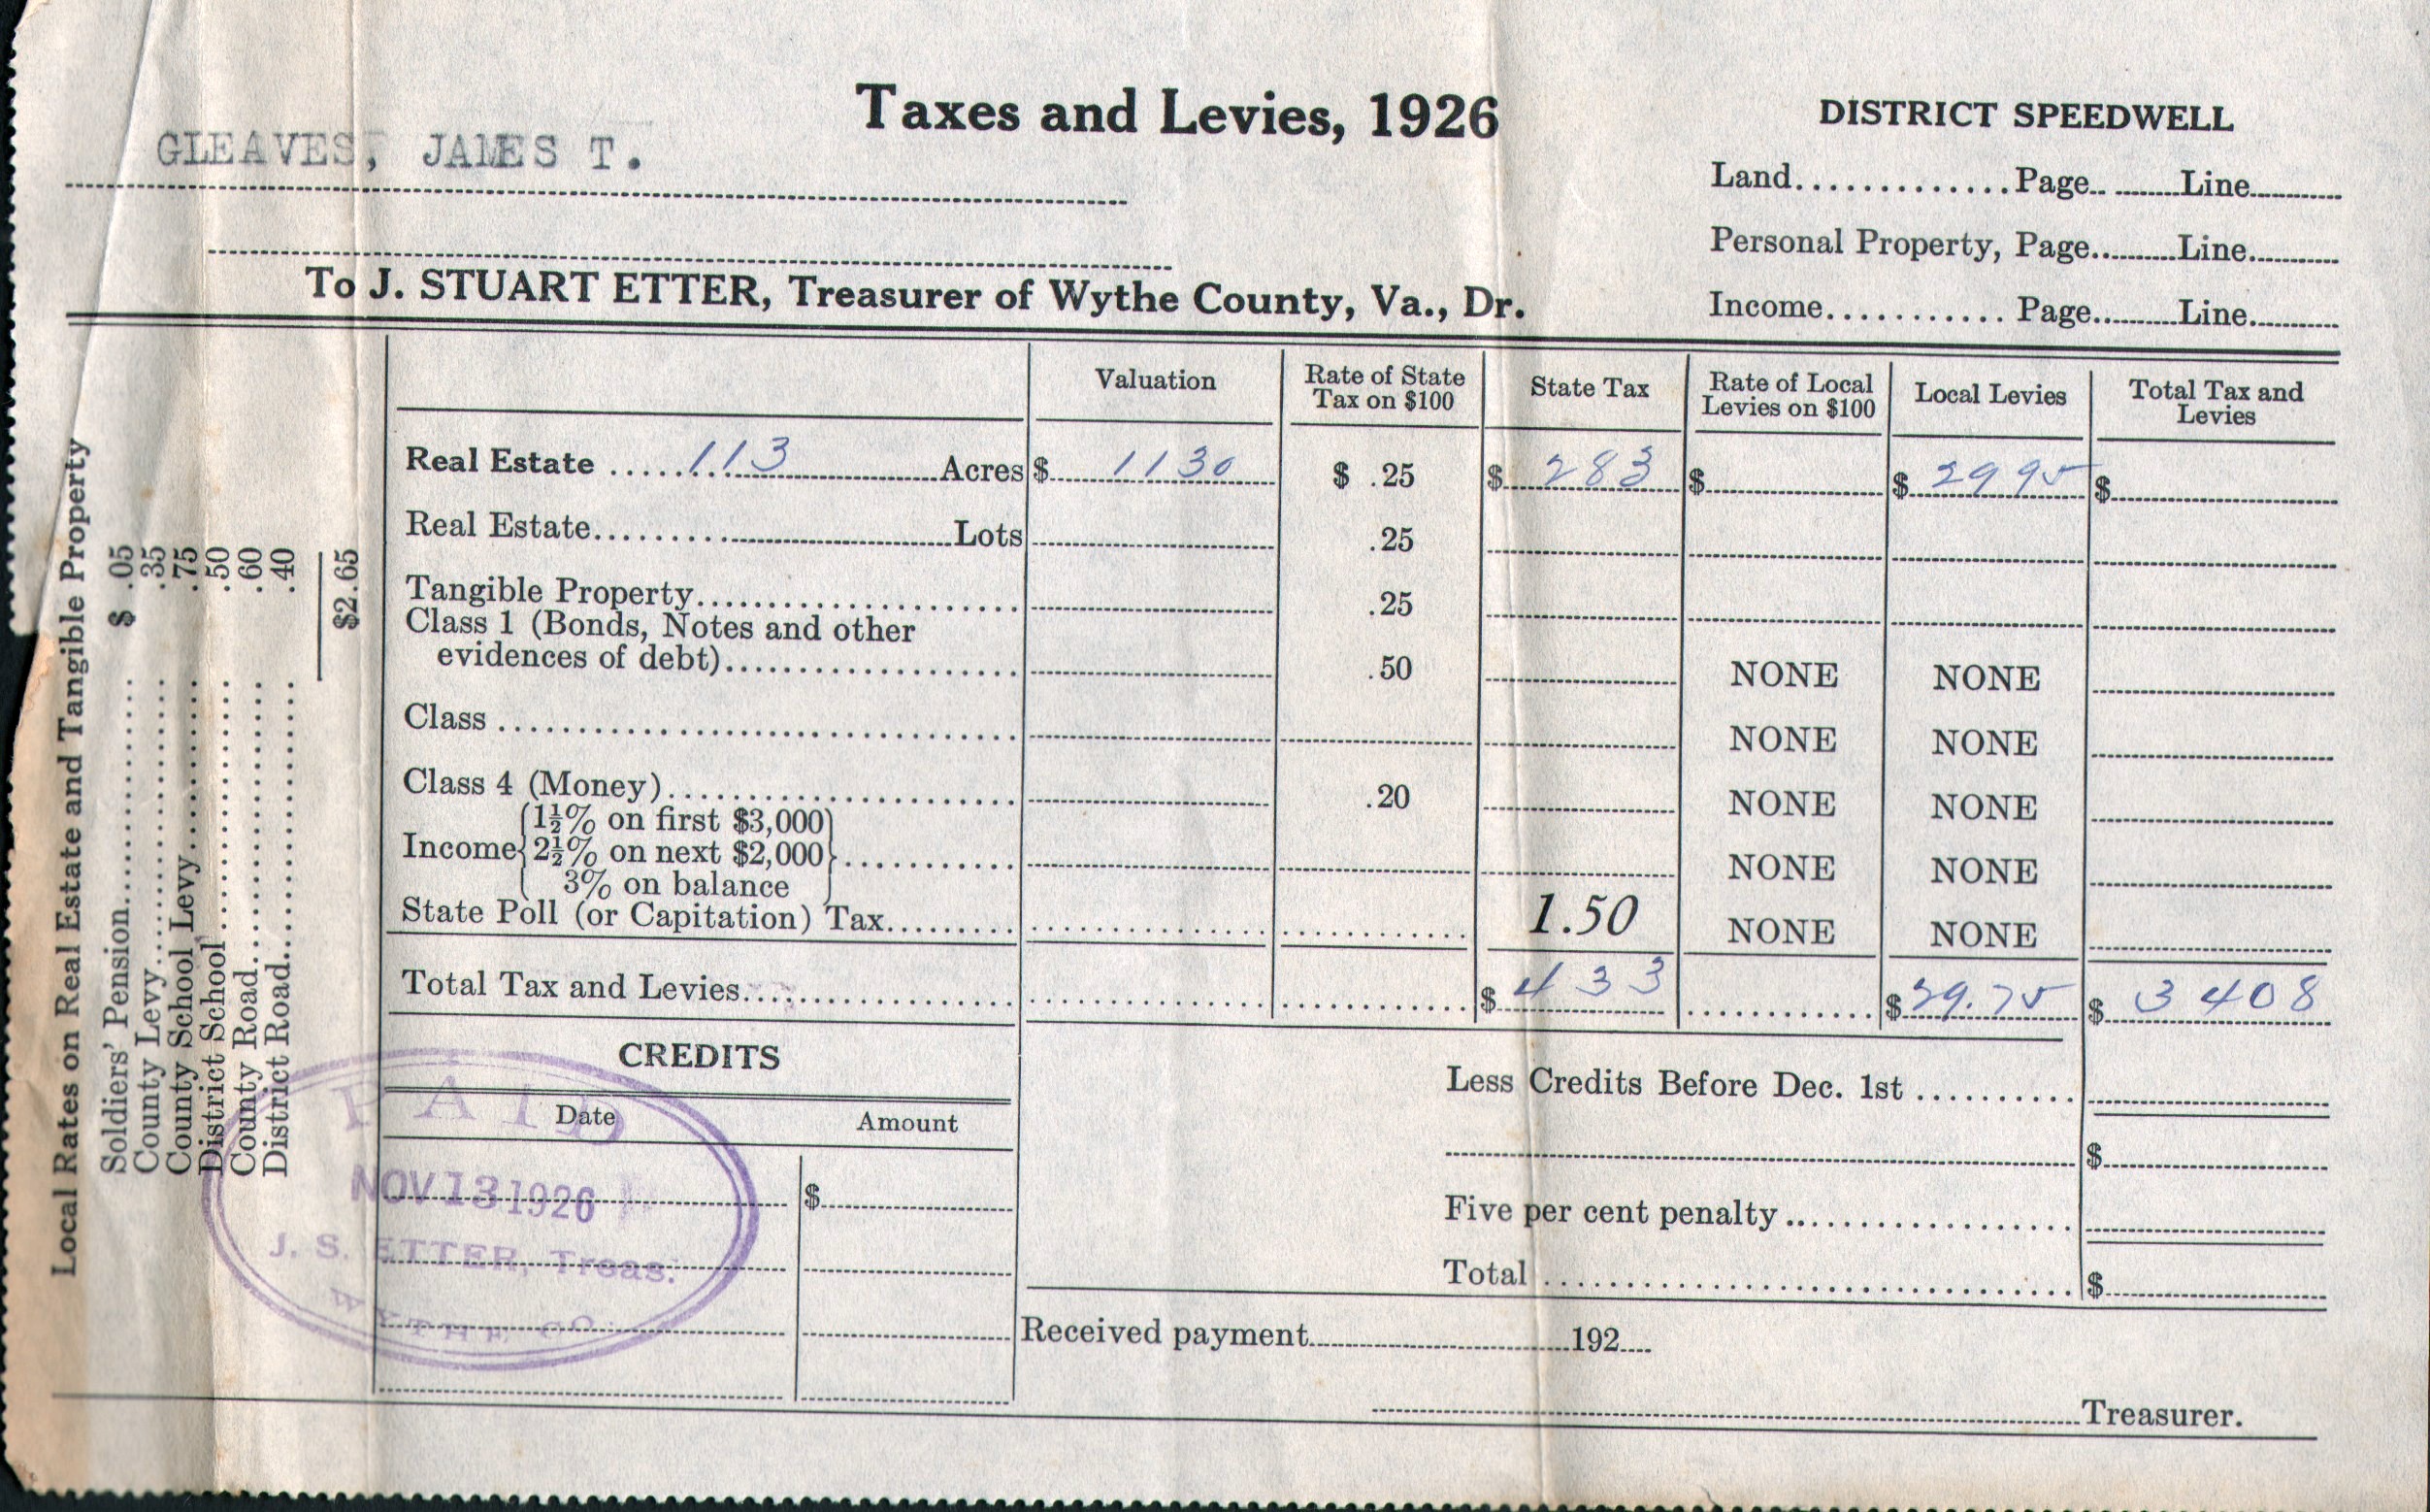 Taxes and Levies, 1926
DISTRICT SPEEDWELL
GLEAVES, JAMES T.
Land.............Page...........Line...........
Personal Property, Page...........Line...........
Income........... Page...........Line...........
To J. STUART ETTER, Treasurer of Wythe County, Va., Dr.
Local Rates on Real Estate and Tangible Property
Soldiers' Pension.................... $ .05
County Levy.................... .35
County School Levy.................... .75
District School.................... .50
County Road.................... .60
District Road.................... .40
$2.65
Valuation Rate of State Tax on $100 State Tax Rate of Local Levies on $100 Local Levies Total Tax and Levies
Real Estate .....113..........Acres $ 1130 $ .25 $ 283 $ $ 2995 $
Real Estate....................Lots .25
Tangible Property.................... .25
Class 1 (Bonds, Notes and other
evidences of debt).................... .50 NONE NONE
Class .................... NONE NONE
Class 4 (Money).................... .20 NONE NONE
1½% on first $3,000
Income 2½% on next $2,000 .......... NONE NONE
3% on balance
State Poll (or Capitation) Tax......... 1.50 NONE NONE
Total Tax and Levies.................... $ 433 $ 29.75 $ 3408
CREDITS
Date Amount
$
Less Credits Before Dec. 1st ..........
$
Five per cent penalty ....................
Total .................... $
Received payment....................192....
....................Treasurer.
PAID
NOV 13 1926
J. S. ETTER, Treas.
WYTHE CO.